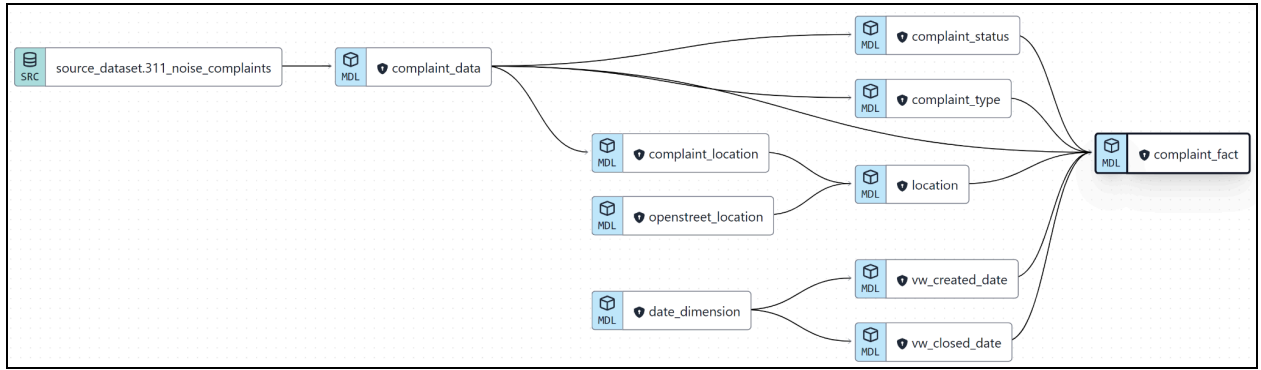 SRC
source_dataset.311_noise_complaints
MDL
complaint_data
MDL
complaint_status
MDL
complaint_type
MDL
complaint_location
MDL
openstreet_location
MDL
location
MDL
complaint_fact
MDL
date_dimension
MDL
vw_created_date
MDL
vw_closed_date